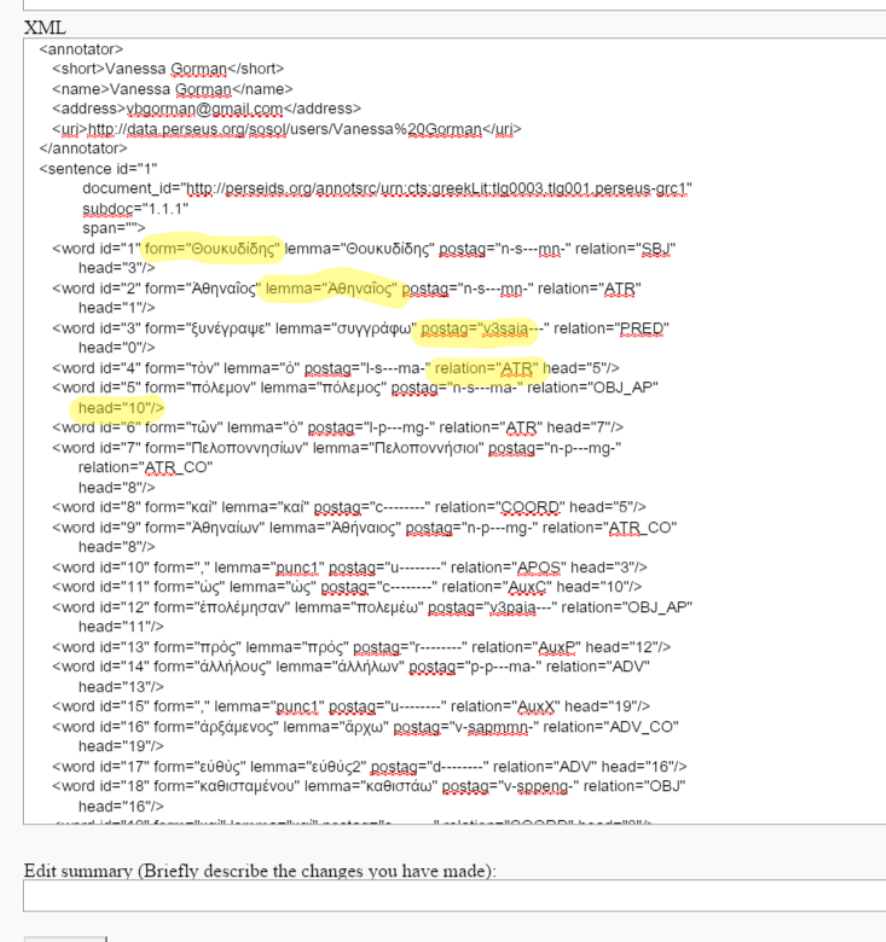 XML
<annotator>
<short>Vanessa Gorman</short>
<name>Vanessa Gorman</name>
<address>vbgorman@gmail.com</address>
<uri>http://data.perseus.org/sosol/users/Vanessa%20Gorman</uri>
</annotator>
<sentence id="1"
document_id="http://perseids.org/annotsrc/urn:cts:greekLit:tlg0003.tlg001.perseus-grc1"
subdoc="1.1.1"
span="">
<word id="1" form="Θουκυδίδης" lemma="Θουκυδίδης" postag="n-s---mn-" relation="SBJ"
head="3"/>
<word id="2" form="Ἀθηναῖος" lemma="Ἀθηναῖος" postag="n-s---mn-" relation="ATR"
head="1"/>
<word id="3" form="ξυνέγραψε" lemma="συγγράφω" postag="v3saia---" relation="PRED"
head="0"/>
<word id="4" form="τὸν" lemma="ὁ" postag="l-s---ma-" relation="ATR" head="5"/>
<word id="5" form="πόλεμον" lemma="πόλεμος" postag="n-s---ma-" relation="OBJ_AP"
head="10"/>
<word id="6" form="τῶν" lemma="ὁ" postag="l-p---mg-" relation="ATR" head="7"/>
<word id="7" form="Πελοποννησίων" lemma="Πελοποννήσιοι" postag="n-p---mg-"
relation="ATR_CO"
head="8"/>
<word id="8" form="καὶ" lemma="καί" postag="c--------" relation="COORD" head="5"/>
<word id="9" form="Ἀθηναίων" lemma="Ἀθήναιος" postag="n-p---mg-" relation="ATR_CO"
head="8"/>
<word id="10" form="," lemma="punc1" postag="u--------" relation="APOS" head="3"/>
<word id="11" form="ὡς" lemma="ὡς" postag="c--------" relation="AuxC" head="10"/>
<word id="12" form="ἐπολέμησαν" lemma="πολεμέω" postag="v3paia---" relation="OBJ_AP"
head="11"/>
<word id="13" form="πρὸς" lemma="πρός" postag="r--------" relation="AuxP" head="12"/>
<word id="14" form="ἀλλήλους" lemma="ἀλλήλων" postag="p-p---ma-" relation="ADV"
head="13"/>
<word id="15" form="," lemma="punc1" postag="u--------" relation="AuxX" head="19"/>
<word id="16" form="ἀρξάμενος" lemma="ἄρχω" postag="v-sapmmn-" relation="ADV_CO"
head="19"/>
<word id="17" form="εὐθὺς" lemma="εὐθύς2" postag="d--------" relation="ADV" head="16"/>
<word id="18" form="καθισταμένου" lemma="καθιστάω" postag="v-sppeng-" relation="OBJ"
head="16"/>
Edit summary (Briefly describe the changes you have made):